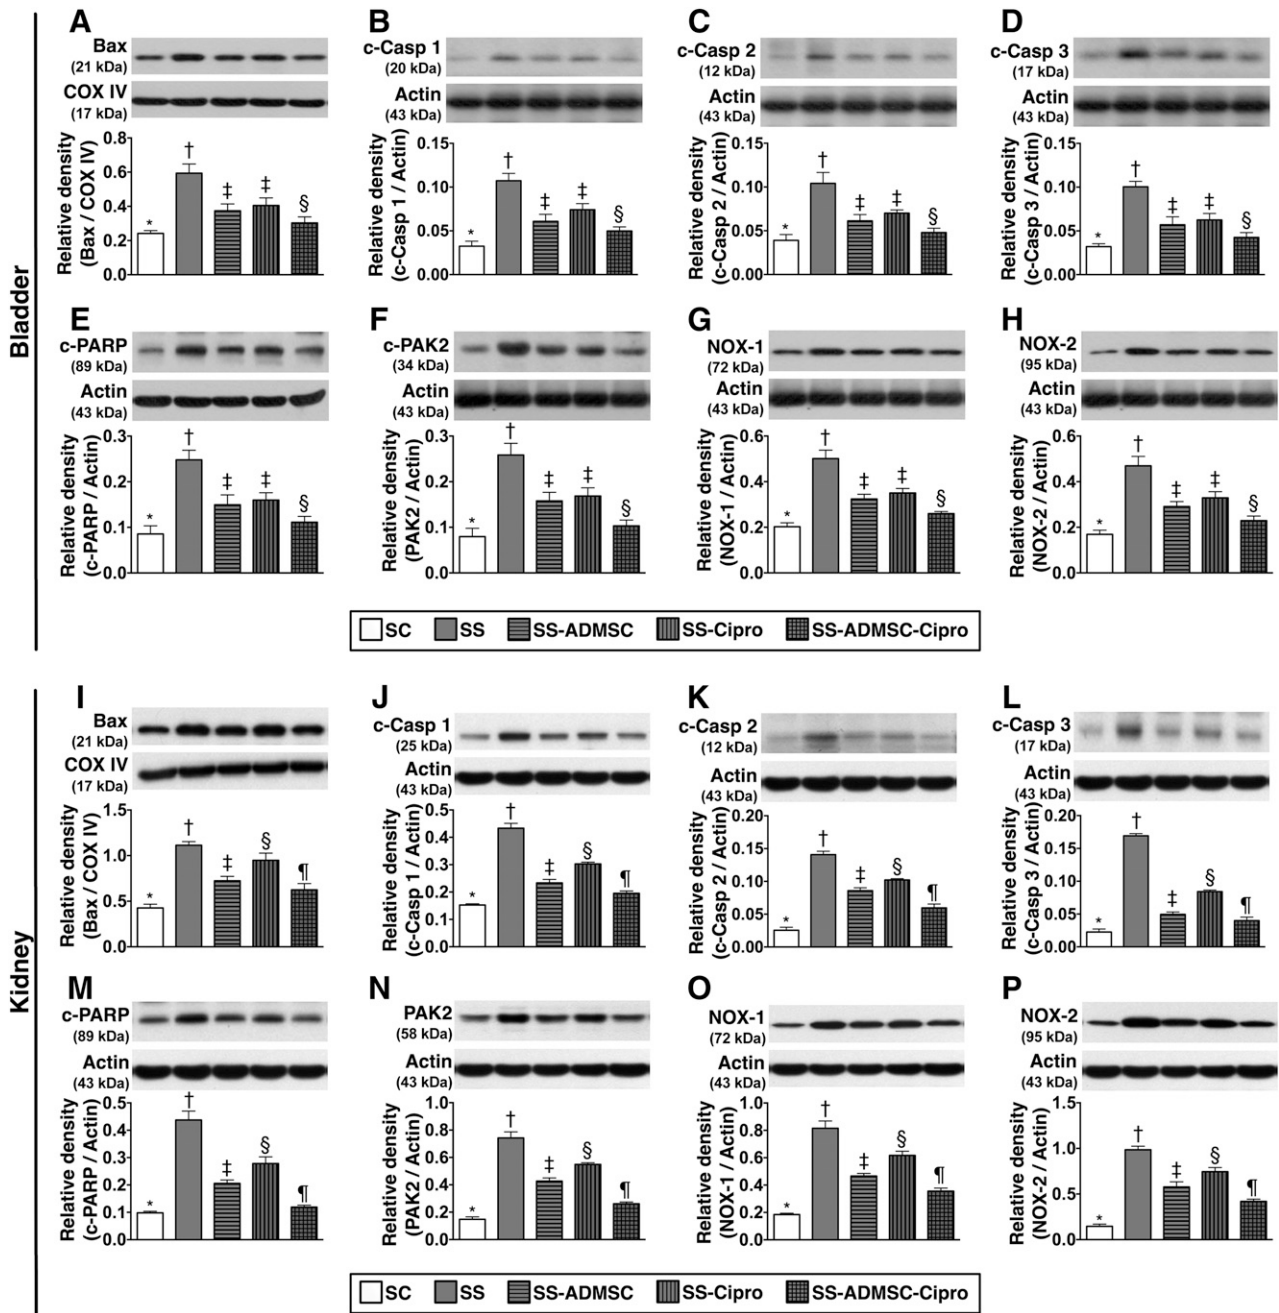 Bladder
A
Bax
(21 kDa)
COX IV
(17 kDa)
Relative density
(Bax / COX IV)
0.8
0.6
0.4
0.2
0.0
* † ‡ ‡ §
B
c-Casp 1
(20 kDa)
Actin
(43 kDa)
Relative density
(c-Casp 1 / Actin)
0.15
0.10
0.05
0.00
* † ‡ ‡ §
C
c-Casp 2
(12 kDa)
Actin
(43 kDa)
Relative density
(c-Casp 2 / Actin)
0.15
0.10
0.05
0.00
* † ‡ ‡ §
D
c-Casp 3
(17 kDa)
Actin
(43 kDa)
Relative density
(c-Casp 3 / Actin)
0.15
0.10
0.05
0.00
* † ‡ ‡ §
E
c-PARP
(89 kDa)
Actin
(43 kDa)
Relative density
(c-PARP / Actin)
0.3
0.2
0.1
0.0
* † ‡ ‡ §
F
c-PAK2
(34 kDa)
Actin
(43 kDa)
Relative density
(PAK2 / Actin)
0.3
0.2
0.1
0.0
* † ‡ ‡ §
G
NOX-1
(72 kDa)
Actin
(43 kDa)
Relative density
(NOX-1 / Actin)
0.6
0.4
0.2
0.0
* † ‡ ‡ §
H
NOX-2
(95 kDa)
Actin
(43 kDa)
Relative density
(NOX-2 / Actin)
0.6
0.4
0.2
0.0
* † ‡ ‡ §
SC SS SS-ADMSC SS-Cipro SS-ADMSC-Cipro
Kidney
I
Bax
(21 kDa)
COX IV
(17 kDa)
Relative density
(Bax / COX IV)
1.5
1.0
0.5
0.0
* † ‡ § ¶
J
c-Casp 1
(25 kDa)
Actin
(43 kDa)
Relative density
(c-Casp 1 / Actin)
0.5
0.4
0.3
0.2
0.1
0.0
* † ‡ § ¶
K
c-Casp 2
(12 kDa)
Actin
(43 kDa)
Relative density
(c-Casp 2 / Actin)
0.20
0.15
0.10
0.05
0.00
* † ‡ § ¶
L
c-Casp 3
(17 kDa)
Actin
(43 kDa)
Relative density
(c-Casp 3 / Actin)
0.20
0.15
0.10
0.05
0.00
* † ‡ § ¶
M
c-PARP
(89 kDa)
Actin
(43 kDa)
Relative density
(c-PARP / Actin)
0.5
0.4
0.3
0.2
0.1
0.0
* † ‡ § ¶
N
PAK2
(58 kDa)
Actin
(43 kDa)
Relative density
(PAK2 / Actin)
1.0
0.8
0.6
0.4
0.2
0.0
* † ‡ § ¶
O
NOX-1
(72 kDa)
Actin
(43 kDa)
Relative density
(NOX-1 / Actin)
1.0
0.8
0.6
0.4
0.2
0.0
* † ‡ § ¶
P
NOX-2
(95 kDa)
Actin
(43 kDa)
Relative density
(NOX-2 / Actin)
1.5
1.0
0.5
0.0
* † ‡ § ¶
SC SS SS-ADMSC SS-Cipro SS-ADMSC-Cipro